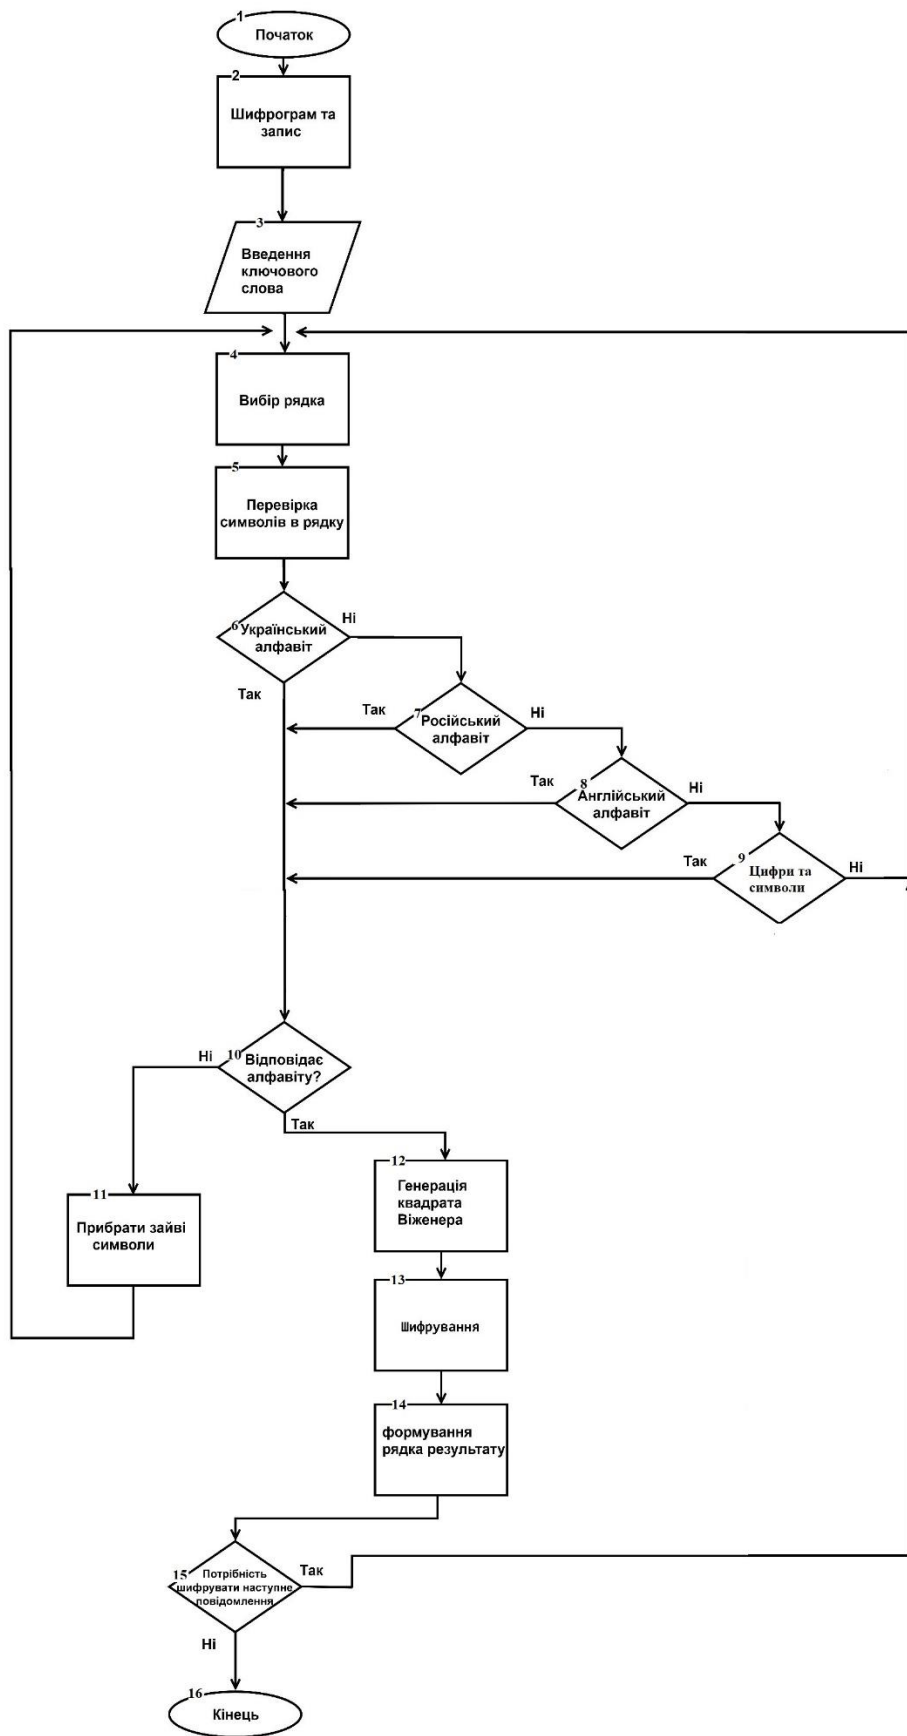 1
Початок
2
Шифрограм та
запис
3
Введення
ключового
слова
4
Вибір рядка
5
Перевірка
символів в рядку
6
Український
алфавіт
Ні
Так
7
Російський
алфавіт
Так
Ні
8
Англійський
алфавіт
Так
Ні
9
Цифри та
символи
Так
Ні
10
Відповідає
алфавіту?
Ні
Так
11
Прибрати зайві
символи
12
Генерація
квадрата
Віженера
13
Шифрування
14
формування
рядка результату
15
Потрібність
шифрувати наступне
повідомлення
Так
Ні
16
Кінець